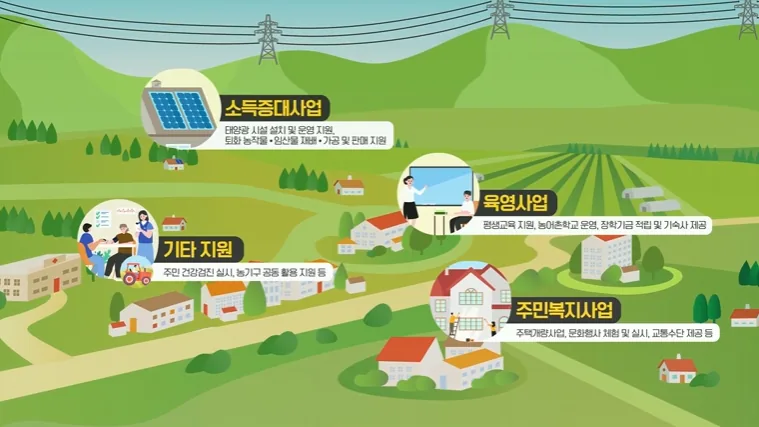 소득증대사업
태양광 시설 설치 및 운영 지원,
퇴화 농작물 • 임산물 재배 • 가공 및 판매 지원
육영사업
평생교육 지원, 농어촌학교 운영, 장학기금 적립 및 기숙사 제공
기타 지원
주민 건강검진 실시, 농기구 공동 활용 지원 등
주민복지사업
주택개량사업, 문화행사 체험 및 실시, 교통수단 제공 등